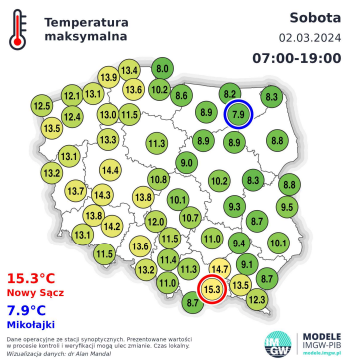 Temperatura
maksymalna
Sobota
02.03.2024
07:00-19:00
13.4 8.0
13.9
13.6 10.2
12.1 13.1 8.6 8.2 8.3
12.5
12.4 13.0 11.5 8.9 7.9
13.5
13.3 11.3 8.9 8.9 8.8
13.1
9.0
13.2 14.4
10.8 10.2 8.3 8.8
13.7 14.3 13.8 10.1
9.3 9.5
13.8 10.7
12.0 8.7
14.2
13.1 11.5 11.0 9.4 10.1
13.6
11.5
11.4 9.1
13.2 11.3 14.7
8.7
11.0 15.3 13.5
8.7 12.3
15.3°C
Nowy Sącz
7.9°C
Mikołajki
Dane operacyjne ze stacji synoptycznych. Prezentowane wartości
w procesie kontroli i weryfikacji mogą ulec zmianie. Czas lokalny.
Wizualizacja danych: dr Alan Mandal
IM
GW
MODELE
IMGW-PIB
modele.imgw.pl